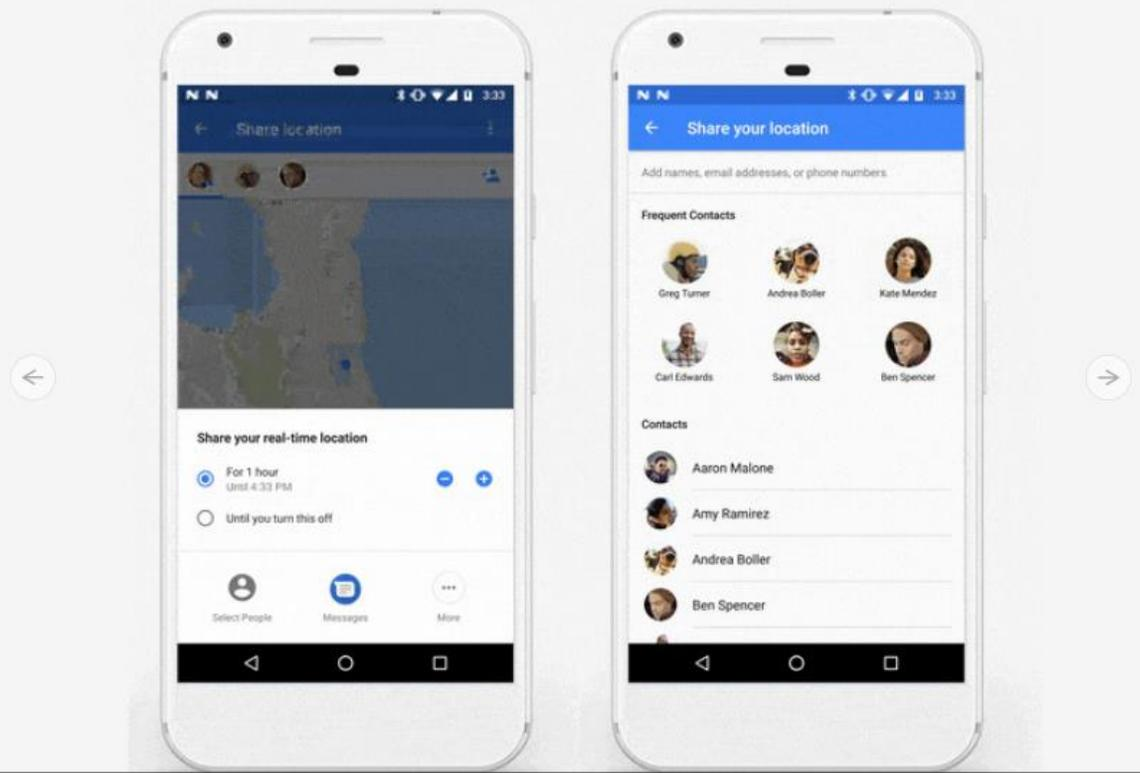 3:33
Share location
Share your real-time location
For 1 hour
Until 4:33 PM
Until you turn this off
Select People
Messages
More
3:33
Share your location
Add names, email addresses, or phone numbers
Frequent Contacts
Greg Turner
Andrea Boller
Kate Mendez
Carl Edwards
Sam Wood
Ben Spencer
Contacts
Aaron Malone
Amy Ramirez
Andrea Boller
Ben Spencer